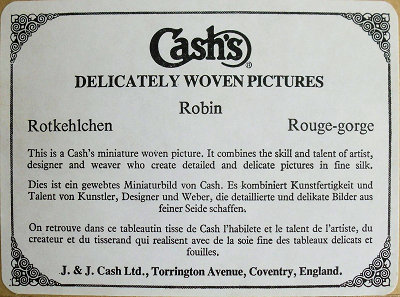 Cash's®
DELICATELY WOVEN PICTURES
Robin
Rotkehlchen Rouge-gorge
This is a Cash's miniature woven picture. It combines the skill and talent of artist,
designer and weaver who create detailed and delicate pictures in fine silk.
Dies ist ein gewebtes Miniaturbild von Cash. Es kombiniert Kunstfertigkeit und
Talent von Kunstler, Designer und Weber, die detaillierte und delikate Bilder aus
feiner Seide schaffen.
On retrouve dans ce tableautin tisse de Cash l'habilete et le talent de l'artiste, du
createur et du tisserand qui realisent avec de la soie fine des tableaux delicats et
fouilles.
J. & J. Cash Ltd., Torrington Avenue, Coventry, England.